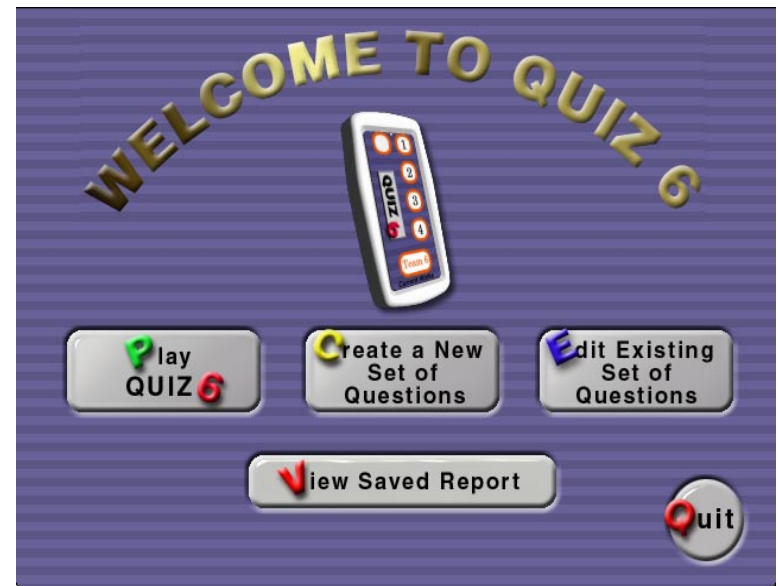 WELCOME TO QUIZ 6
1
2
QUIZ 6
3
4
Team 6
Play
QUIZ 6
Create a New
Set of
Questions
Edit Existing
Set of
Questions
View Saved Report
Quit